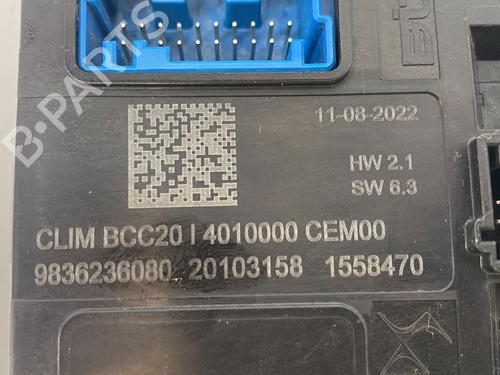 B-PARTS
11-08-2022
HW 2.1
SW 6.3
CLIM BCC20 I 4010000 CEM00
9836236080 20103158 1558470